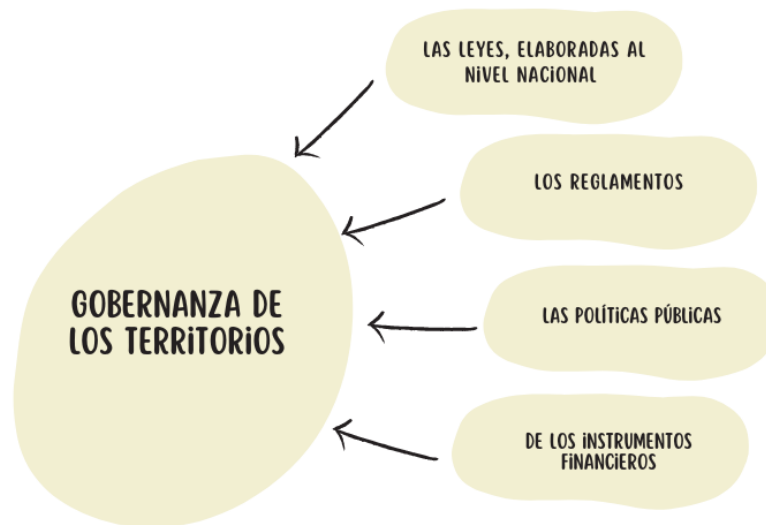 LAS LEYES, ELABORADAS AL
NIVEL NACIONAL
LOS REGLAMENTOS
GOBERNANZA DE
LOS TERRITORIOS
LAS POLÍTICAS PÚBLICAS
DE LOS INSTRUMENTOS
FINANCIEROS